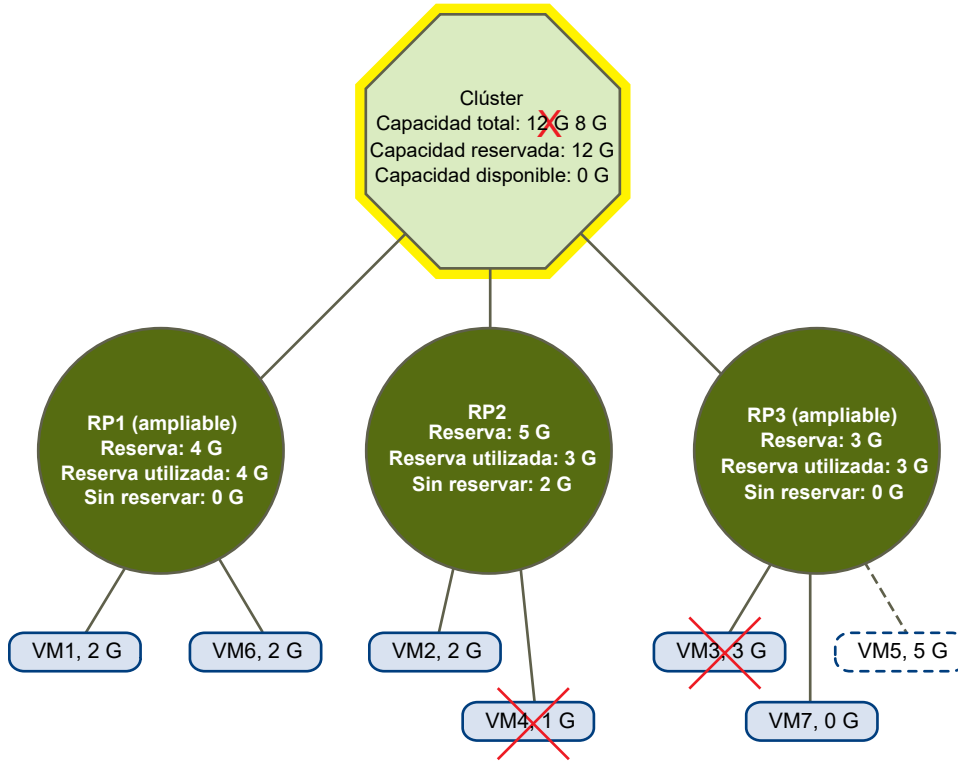 Clúster
Capacidad total: 12 G 8 G
Capacidad reservada: 12 G
Capacidad disponible: 0 G
RP1 (ampliable)
Reserva: 4 G
Reserva utilizada: 4 G
Sin reservar: 0 G
RP2
Reserva: 5 G
Reserva utilizada: 3 G
Sin reservar: 2 G
RP3 (ampliable)
Reserva: 3 G
Reserva utilizada: 3 G
Sin reservar: 0 G
VM1, 2 G
VM6, 2 G
VM2, 2 G
VM3, 3 G
VM5, 5 G
VM4, 1 G
VM7, 0 G